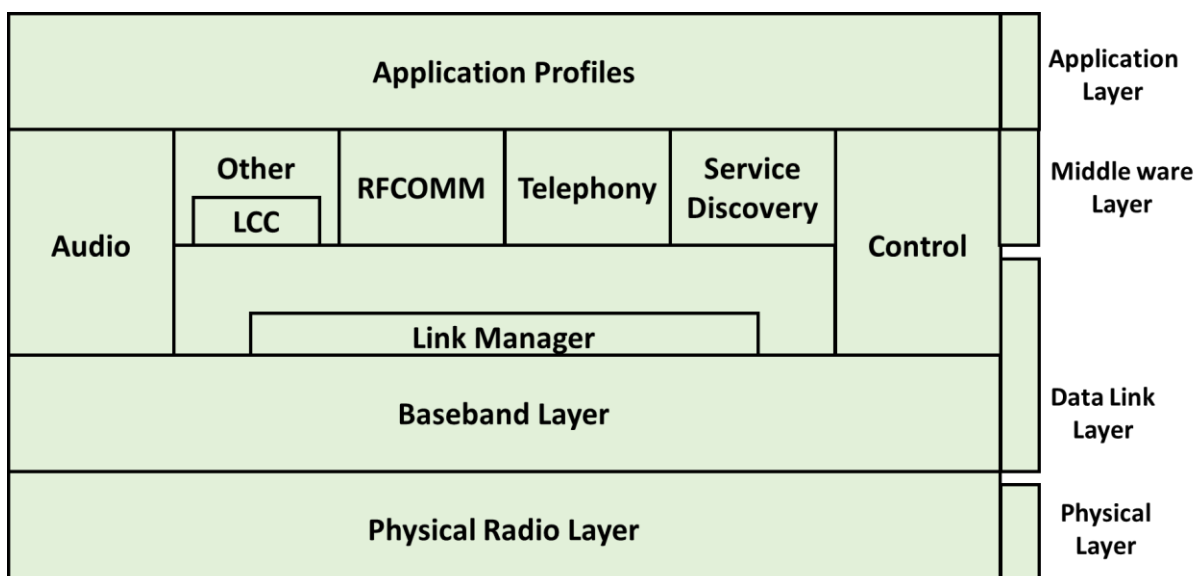 Application Profiles
Application
Layer
Audio
Other
LCC
RFCOMM
Telephony
Service
Discovery
Control
Middle ware
Layer
Link Manager
Baseband Layer
Data Link
Layer
Physical Radio Layer
Physical
Layer